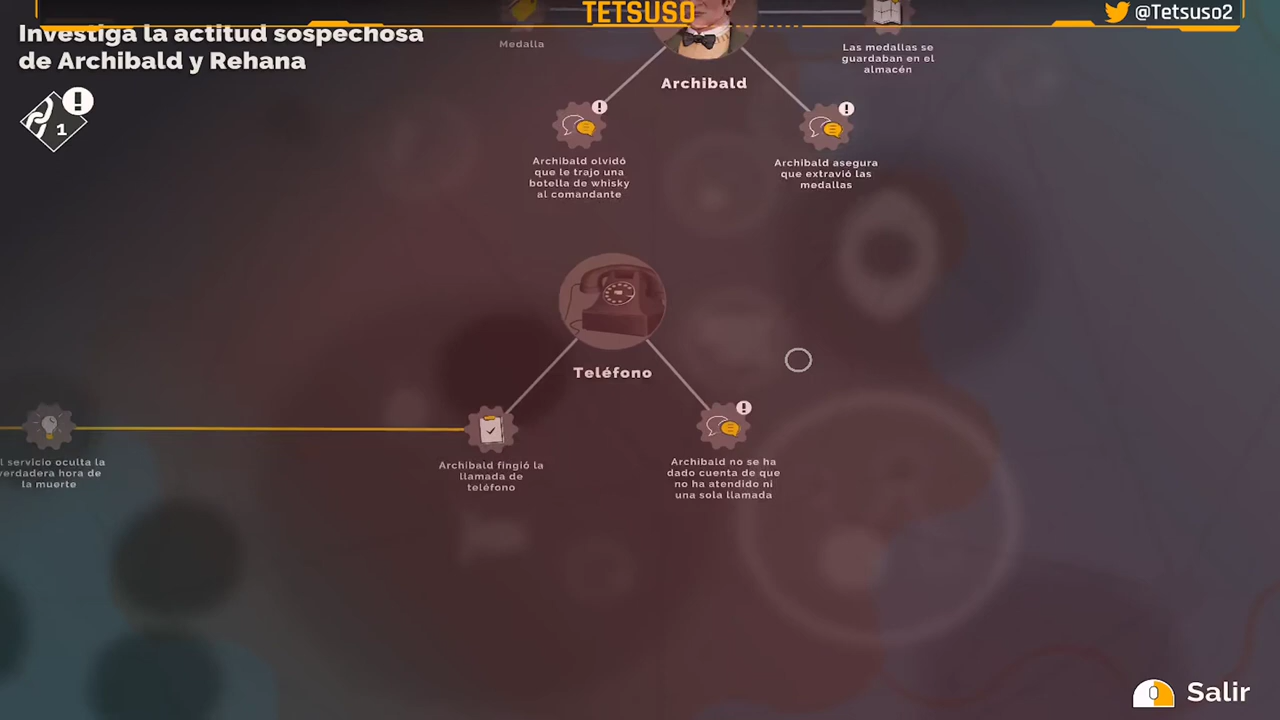 TETSUSO
@Tetsuso2
Investiga la actitud sospechosa
de Archibald y Rehana
1
Medalla
Las medallas se
guardaban en el
almacén
Archibald
Archibald olvidó
que le trajo una
botella de whisky
al comandante
Archibald asegura
que extravió las
medallas
Teléfono
l servicio oculta la
verdadera hora de
la muerte
Archibald fingió la
llamada de
teléfono
Archibald no se ha
dado cuenta de que
no ha atendido ni
una sola llamada
Salir